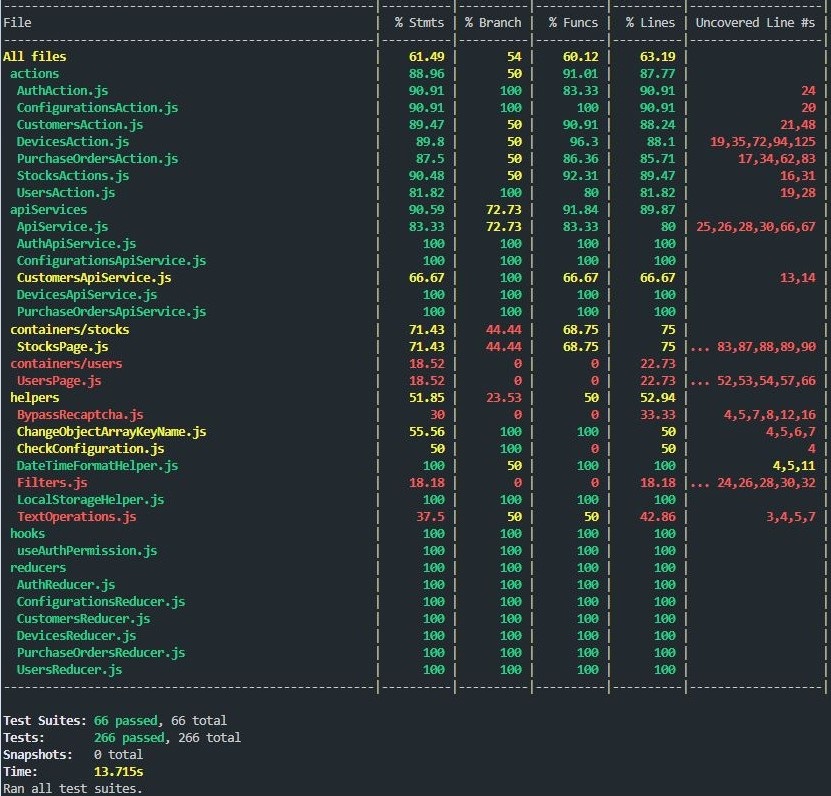 File | % Stmts | % Branch | % Funcs | % Lines | Uncovered Line #s |
All files | 61.49 | 54 | 60.12 | 63.19 | |
actions | 88.96 | 50 | 91.01 | 87.77 | |
AuthAction.js | 90.91 | 100 | 83.33 | 90.91 | 24 |
ConfigurationsAction.js | 90.91 | 100 | 100 | 90.91 | 20 |
CustomersAction.js | 89.47 | 50 | 90.91 | 88.24 | 21,48 |
DevicesAction.js | 89.8 | 50 | 96.3 | 88.1 | 19,35,72,94,125 |
PurchaseOrdersAction.js | 87.5 | 50 | 86.36 | 85.71 | 17,34,62,83 |
StocksActions.js | 90.48 | 50 | 92.31 | 89.47 | 16,31 |
UsersAction.js | 81.82 | 100 | 80 | 81.82 | 19,28 |
apiServices | 90.59 | 72.73 | 91.84 | 89.87 | |
ApiService.js | 83.33 | 72.73 | 83.33 | 80 | 25,26,28,30,66,67 |
AuthApiService.js | 100 | 100 | 100 | 100 | |
ConfigurationsApiService.js | 100 | 100 | 100 | 100 | |
CustomersApiService.js | 66.67 | 100 | 66.67 | 66.67 | 13,14 |
DevicesApiService.js | 100 | 100 | 100 | 100 | |
PurchaseOrdersApiService.js | 100 | 100 | 100 | 100 | |
containers/stocks | 71.43 | 44.44 | 68.75 | 75 | |
StocksPage.js | 71.43 | 44.44 | 68.75 | 75 |... 83,87,88,89,90 |
containers/users | 18.52 | 0 | 0 | 22.73 | |
UsersPage.js | 18.52 | 0 | 0 | 22.73 |... 52,53,54,57,66 |
helpers | 51.85 | 23.53 | 50 | 52.94 | |
BypassRecaptcha.js | 30 | 0 | 0 | 33.33 | 4,5,7,8,12,16 |
ChangeObjectArrayKeyName.js | 55.56 | 100 | 100 | 50 | 4,5,6,7 |
CheckConfiguration.js | 50 | 100 | 0 | 50 | 4 |
DateTimeFormatHelper.js | 100 | 50 | 100 | 100 | 4,5,11 |
Filters.js | 18.18 | 0 | 0 | 18.18 |... 24,26,28,30,32 |
LocalStorageHelper.js | 100 | 100 | 100 | 100 | |
TextOperations.js | 37.5 | 50 | 50 | 42.86 | 3,4,5,7 |
hooks | 100 | 100 | 100 | 100 | |
useAuthPermission.js | 100 | 100 | 100 | 100 | |
reducers | 100 | 100 | 100 | 100 | |
AuthReducer.js | 100 | 100 | 100 | 100 | |
ConfigurationsReducer.js | 100 | 100 | 100 | 100 | |
CustomersReducer.js | 100 | 100 | 100 | 100 | |
DevicesReducer.js | 100 | 100 | 100 | 100 | |
PurchaseOrdersReducer.js | 100 | 100 | 100 | 100 | |
UsersReducer.js | 100 | 100 | 100 | 100 | |
Test Suites: 66 passed, 66 total
Tests: 266 passed, 266 total
Snapshots: 0 total
Time: 13.715s
Ran all test suites.